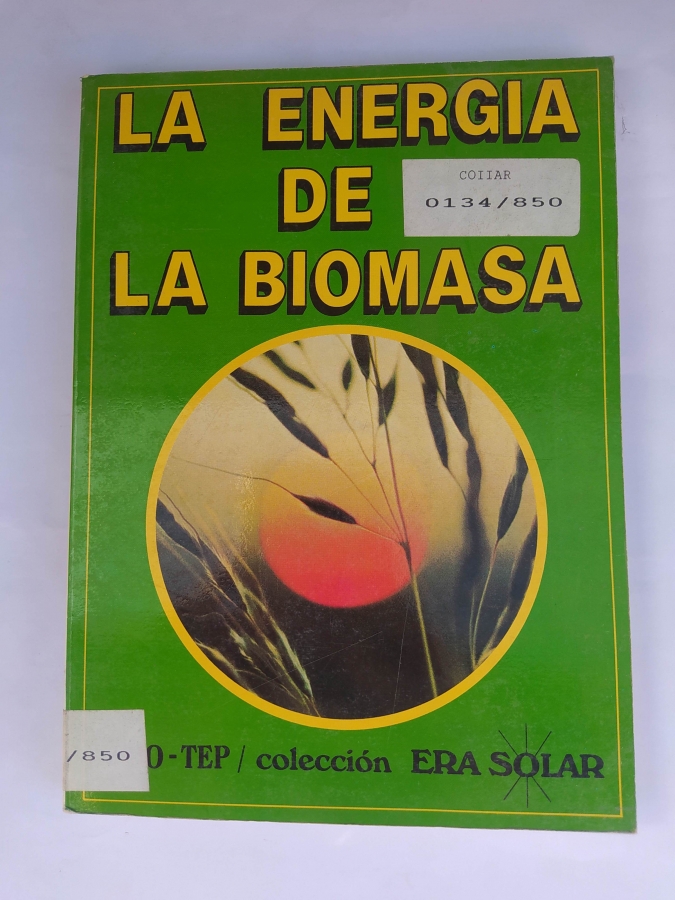 LA ENERGIA
DE
COIIAR
0134/850
LA BIOMASA
/850
O-TEP / colección ERA SOLAR